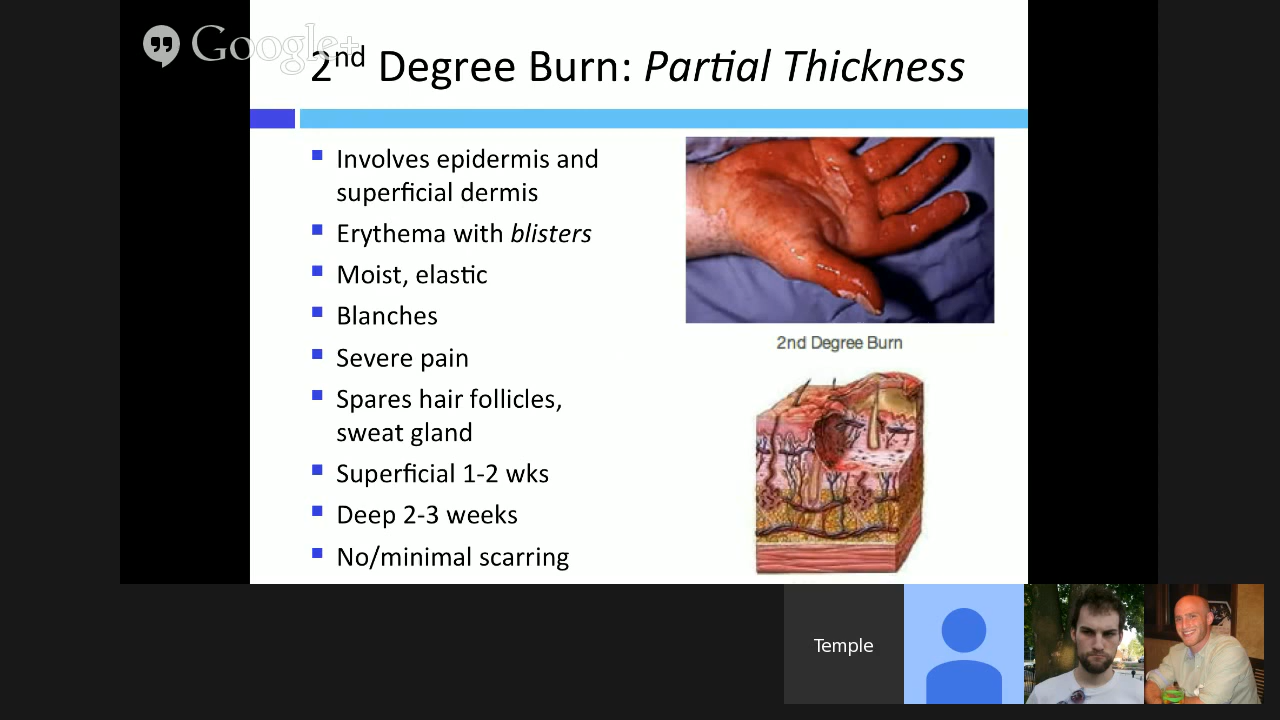 Google+
2nd Degree Burn: Partial Thickness
Involves epidermis and
superficial dermis
Erythema with blisters
Moist, elastic
Blanches
Severe pain
Spares hair follicles,
sweat gland
Superficial 1-2 wks
Deep 2-3 weeks
No/minimal scarring
2nd Degree Burn
Temple